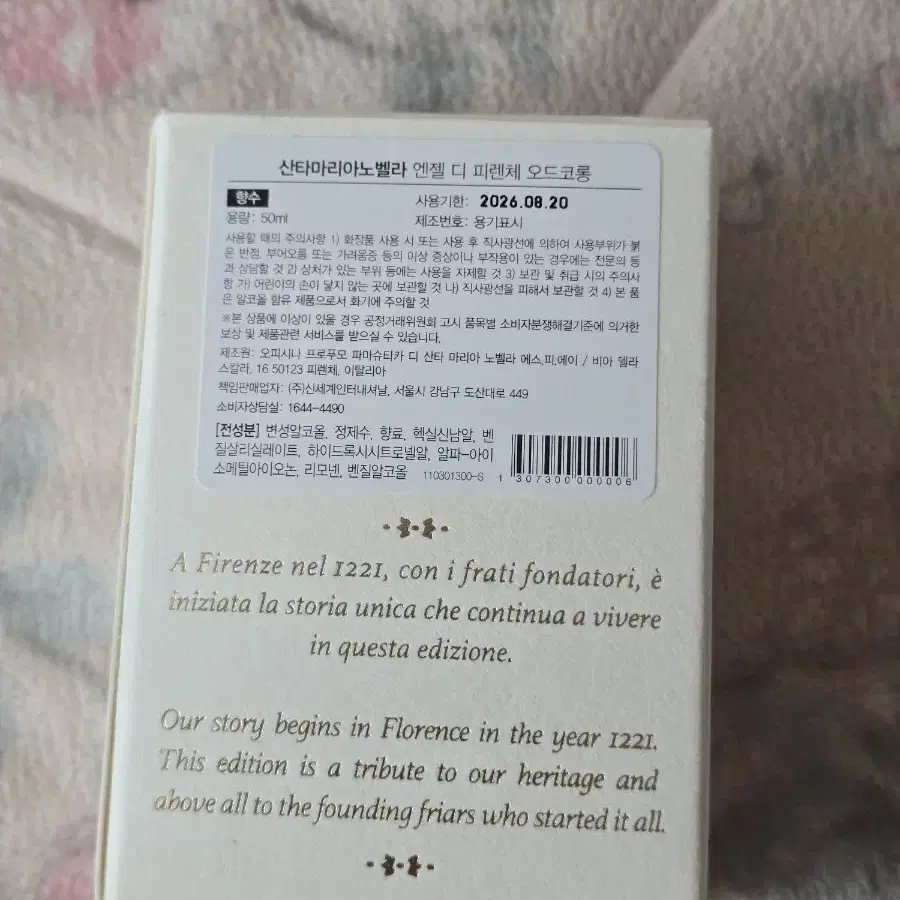 산타마리아노벨라 엔젤 디 피렌체 오드코롱
향수
사용기한: 2026.08.20
용량: 50ml
제조번호: 용기표시
사용할 때의 주의사항 1) 화장품 사용 시 또는 사용 후 직사광선에 의하여 사용부위가 붉
은 반점, 부어오름 또는 가려움증 등의 이상 증상이나 부작용이 있는 경우에는 전문의 등
과 상담할 것 2) 상처가 있는 부위 등에는 사용을 자제할 것 3) 보관 및 취급 시의 주의사
항 가) 어린이의 손이 닿지 않는 곳에 보관할 것 나) 직사광선을 피해서 보관할 것 4) 본 품
은 알코올 함유 제품으로서 화기에 주의할 것
※본 상품에 이상이 있을 경우 공정거래위원회 고시 품목별 소비자분쟁해결기준에 의거한
보상 및 제품관련 서비스를 받으실 수 있습니다.
제조원: 오피시나 프로푸모 파마슈티카 디 산타 마리아 노벨라 에스.피.에이 / 비아 델라
스칼라, 16 50123 피렌체, 이탈리아
책임판매업자: (주)신세계인터내셔날, 서울시 강남구 도산대로 449
소비자상담실: 1644-4490
[전성분] 변성알코올, 정제수, 향료, 헥실신남알, 벤
질살리실레이트, 하이드록시시트로넬알, 알파-아이
소메틸아이오논, 리모넨, 벤질알코올
110301300-S
1 307300 000006
A Firenze nel 1221, con i frati fondatori, è
iniziata la storia unica che continua a vivere
in questa edizione.
Our story begins in Florence in the year 1221.
This edition is a tribute to our heritage and
above all to the founding friars who started it all.